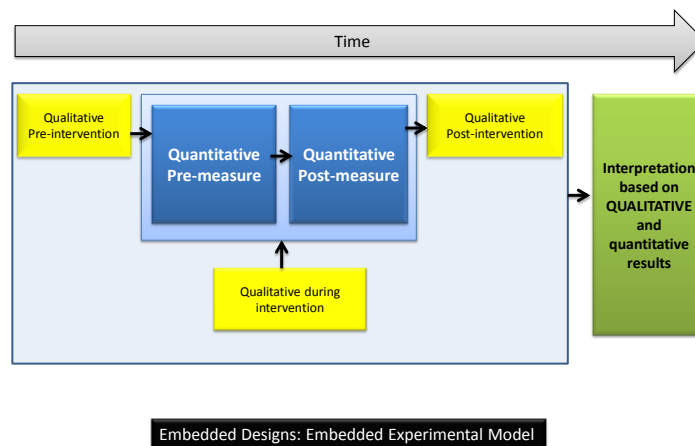 Time
Qualitative
Pre-intervention
Quantitative
Pre-measure
Quantitative
Post-measure
Qualitative
Post-intervention
Qualitative during
intervention
Interpretation
based on
QUALITATIVE
and
quantitative
results
Embedded Designs: Embedded Experimental Model